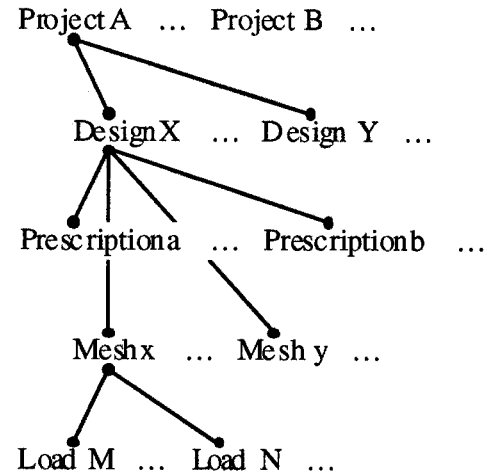 Project A ... Project B ...
Design X ... Design Y ...
Prescription a ... Prescription b ...
Mesh x ... Mesh y ...
Load M ... Load N ...